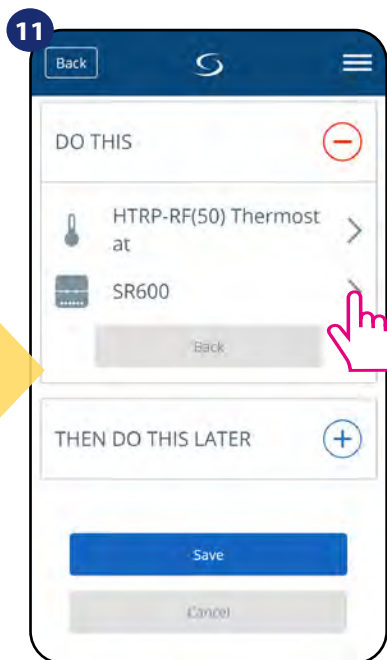 11
Back
DO THIS
HTRP-RF(50) Thermost
at
SR600
Back
THEN DO THIS LATER
Save
Cancel